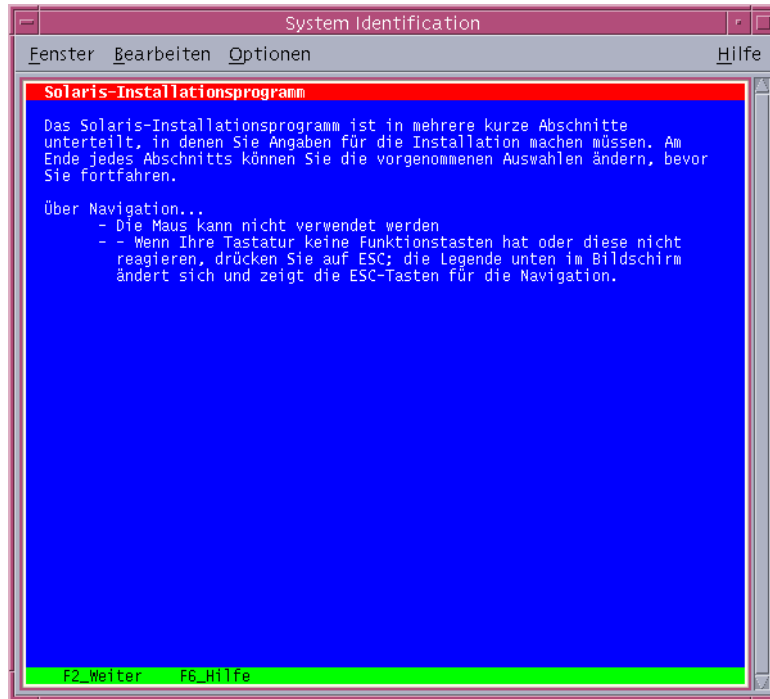 System Identification
Fenster Bearbeiten Optionen Hilfe
Solaris-Installationsprogramm
Das Solaris-Installationsprogramm ist in mehrere kurze Abschnitte
unterteilt, in denen Sie Angaben für die Installation machen müssen. Am
Ende jedes Abschnitts können Sie die vorgenommenen Auswahlen ändern, bevor
Sie fortfahren.
Über Navigation...
- Die Maus kann nicht verwendet werden
- - Wenn Ihre Tastatur keine Funktionstasten hat oder diese nicht
reagieren, drücken Sie auf ESC; die Legende unten im Bildschirm
ändert sich und zeigt die ESC-Tasten für die Navigation.
F2_Weiter F6_Hilfe